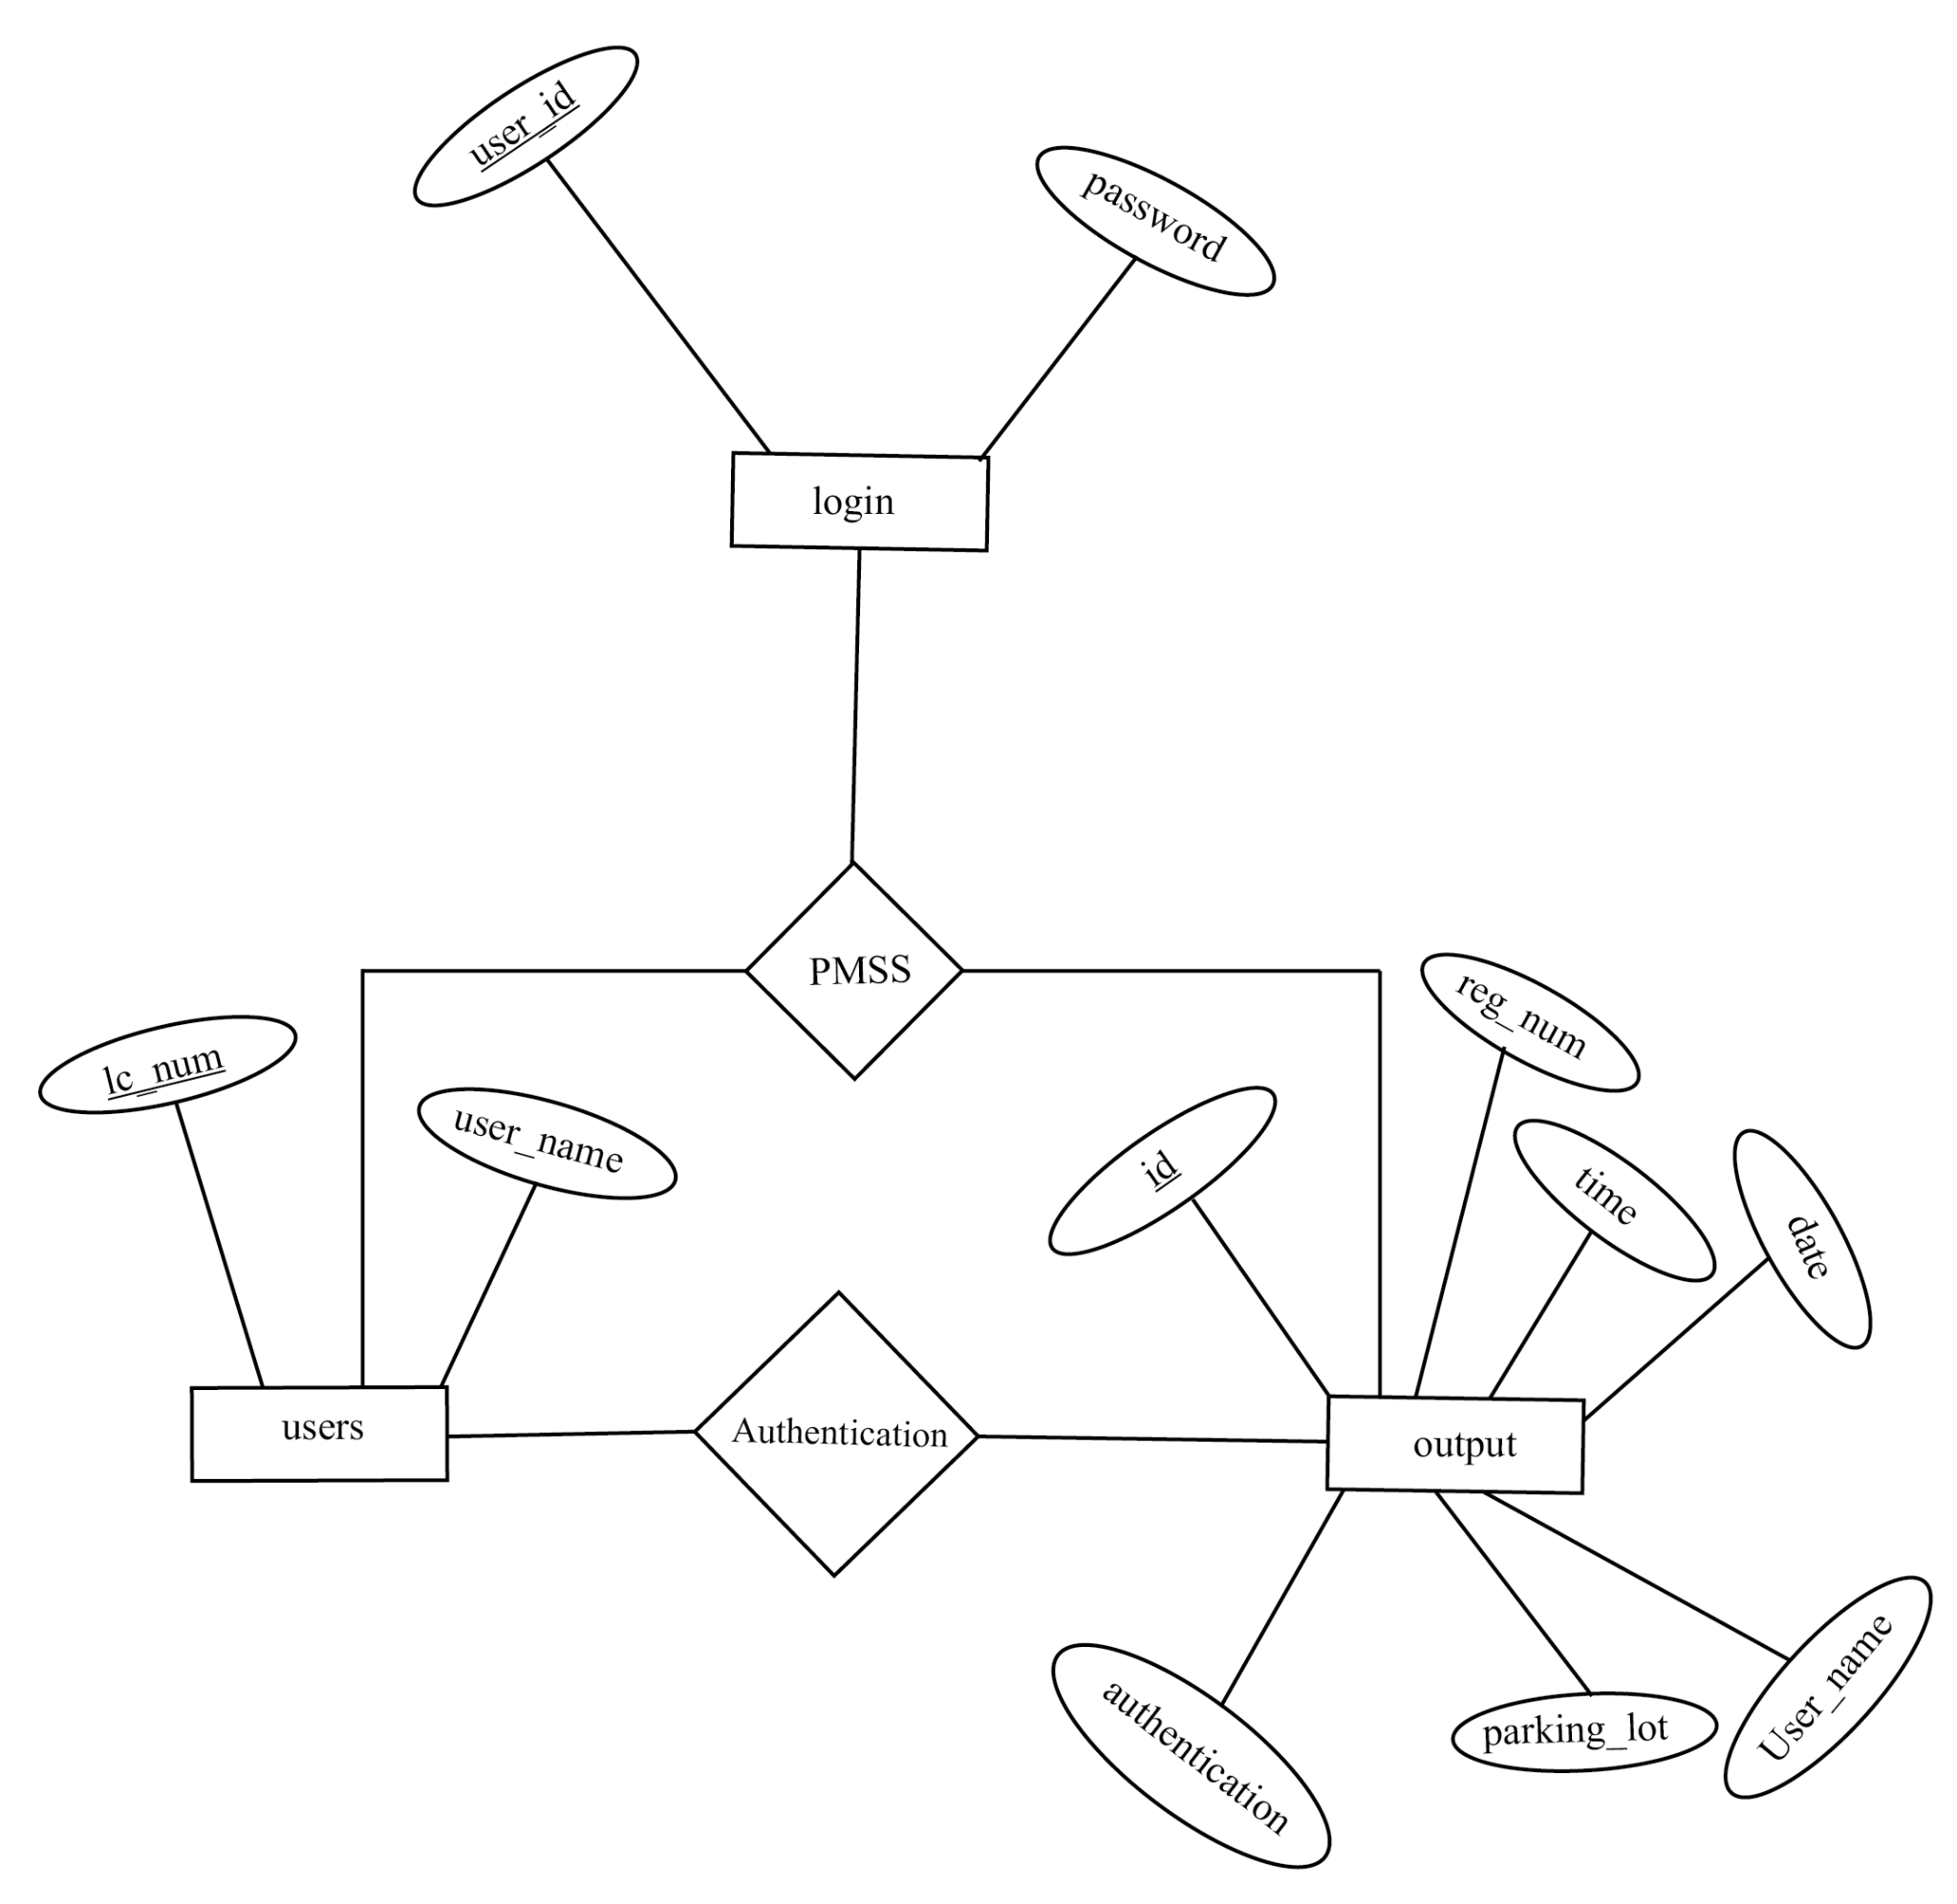 user_id
password
login
PMSS
reg_num
lc_num
user_name
id
time
date
users
Authentication
output
authentication
parking_lot
User_name